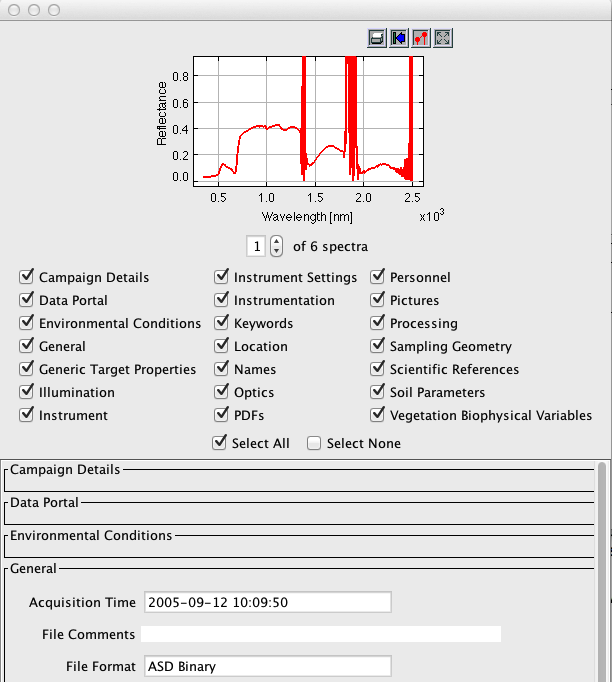 Reflectance
0.8
0.6
0.4
0.2
0.0
0.5 1.0 1.5 2.0 2.5
Wavelength [nm] x10³
1 of 6 spectra
Campaign Details Instrument Settings Personnel
Data Portal Instrumentation Pictures
Environmental Conditions Keywords Processing
General Location Sampling Geometry
Generic Target Properties Names Scientific References
Illumination Optics Soil Parameters
Instrument PDFs Vegetation Biophysical Variables
Select All Select None
Campaign Details
Data Portal
Environmental Conditions
General
Acquisition Time 2005-09-12 10:09:50
File Comments
File Format ASD Binary